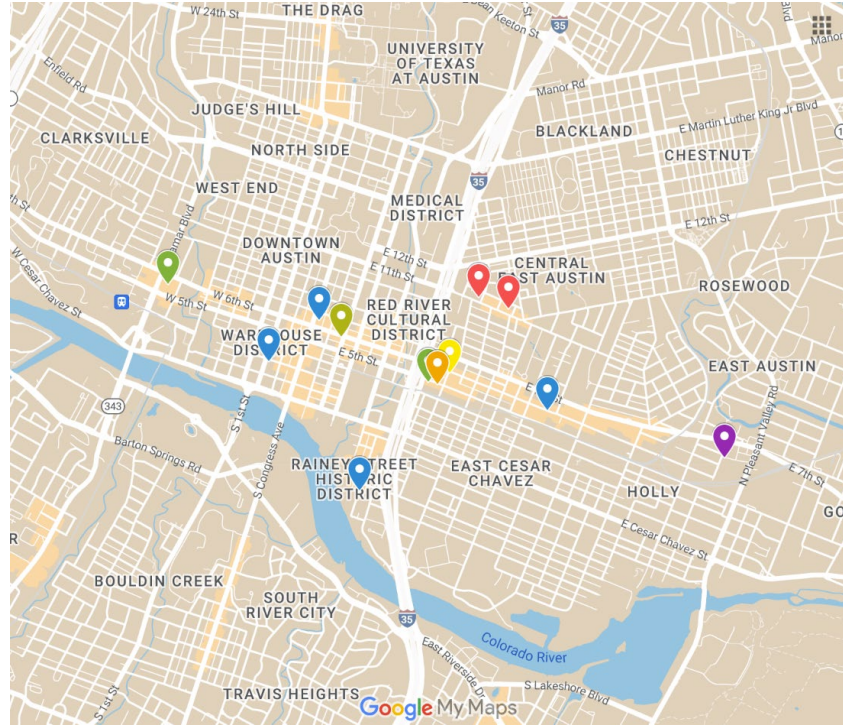 W 24th St
THE DRAG
Dean Keeton St
35
UNIVERSITY
OF TEXAS
AT AUSTIN
Manor
Enfield Rd
Manor Rd
JUDGE'S HILL
E Martin Luther King Jr Blvd
BLACKLAND
CLARKSVILLE
NORTH SIDE
CHESTNUT
35
WEST END
MEDICAL
DISTRICT
E 12th St
DOWNTOWN
AUSTIN
E 12th St
E 11th St
CENTRAL
EAST AUSTIN
W Cesar Chavez St
W 5th St
W 6th St
ROSEWOOD
RED RIVER
CULTURAL
DISTRICT
WAREHOUSE
DISTRICT
E 5th St
EAST AUSTIN
343
S 1st St
S Congress Ave
Barton Springs Rd
N Pleasant Valley Rd
RAINEY STREET
HISTORIC
DISTRICT
EAST CESAR
CHAVEZ
E 7th St
HOLLY
GO
E Cesar Chavez St
R
BOULDIN CREEK
SOUTH
RIVER CITY
35
Colorado River
East Riverside Dr
S 1st St
S Lakeshore Blvd
TRAVIS HEIGHTS
Google My Maps